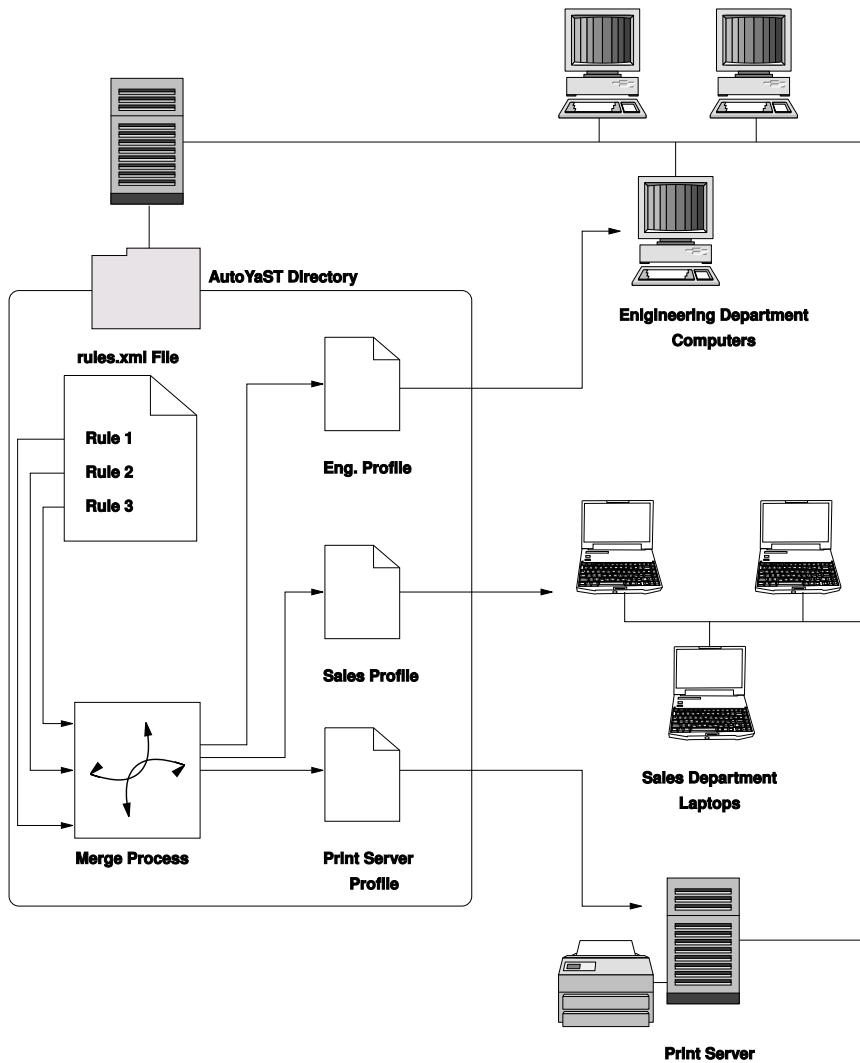 AutoYaST Directory
Enigineering Department
Computers
rules.xml File
Rule 1
Rule 2
Rule 3
Eng. Profile
Sales Profile
Sales Department
Laptops
Merge Process
Print Server
Profile
Print Server